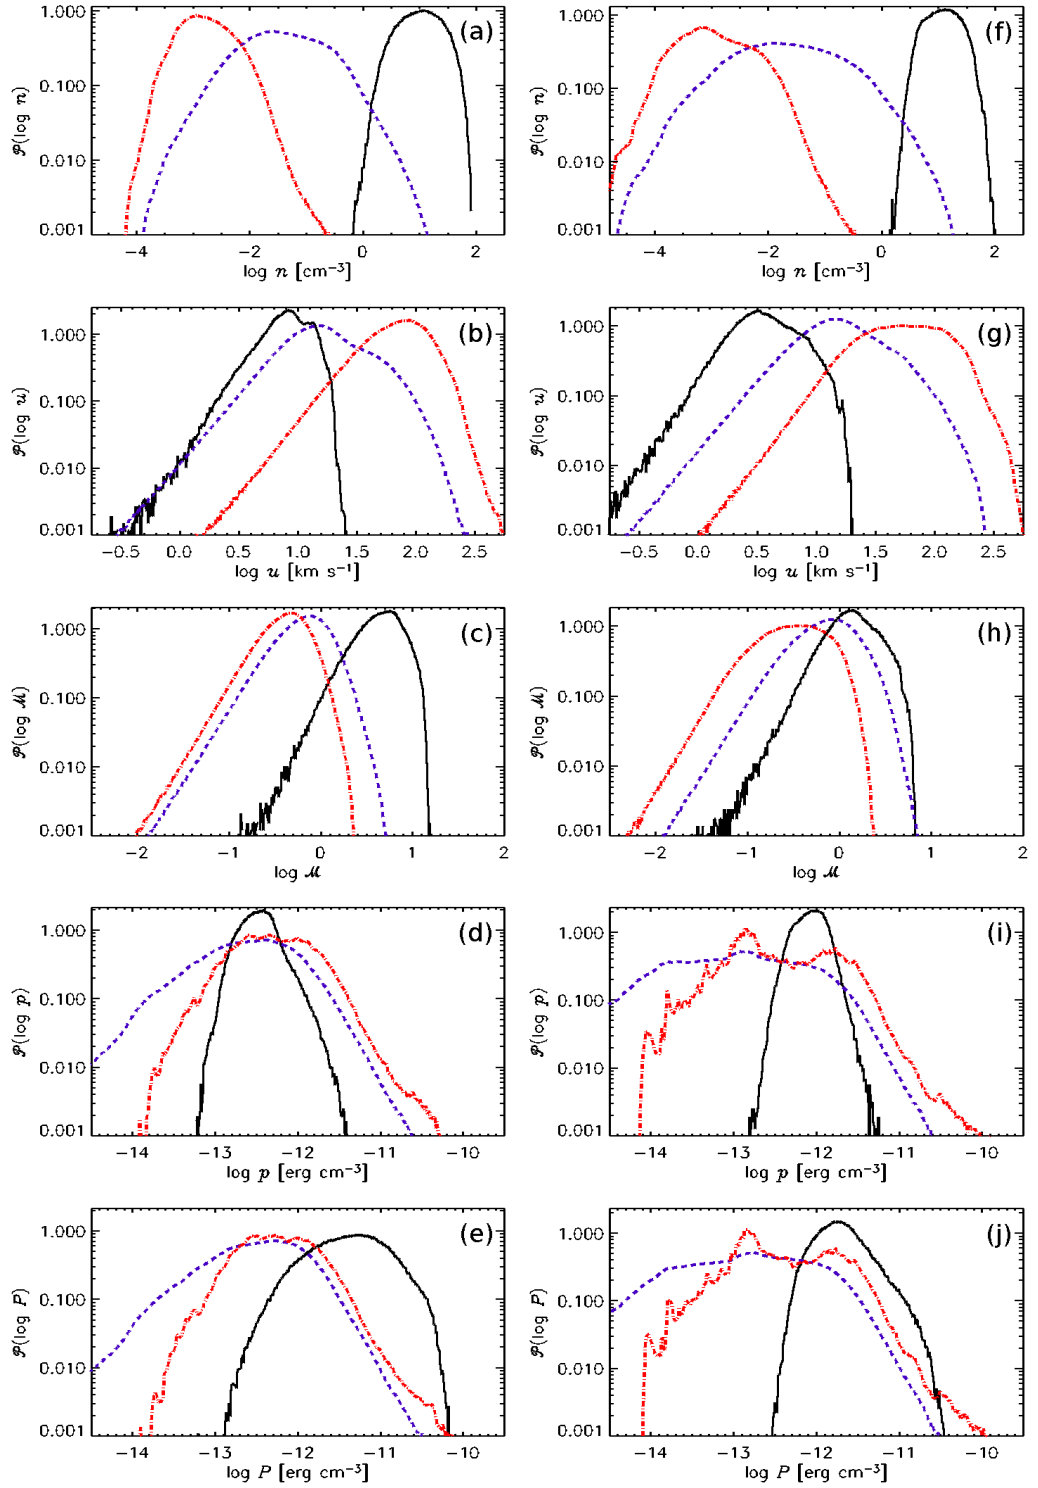 1.000
0.100
0.010
0.001
𝒫(log n)
(a)
−4 −2 0 2
log n [cm⁻³]
1.000
0.100
0.010
0.001
𝒫(log n)
(f)
−4 −2 0 2
log n [cm⁻³]
1.000
0.100
0.010
0.001
𝒫(log u)
(b)
−0.5 0.0 0.5 1.0 1.5 2.0 2.5
log u [km s⁻¹]
1.000
0.100
0.010
0.001
𝒫(log u)
(g)
−0.5 0.0 0.5 1.0 1.5 2.0 2.5
log u [km s⁻¹]
1.000
0.100
0.010
0.001
𝒫(log ℳ)
(c)
−2 −1 0 1 2
log ℳ
1.000
0.100
0.010
0.001
𝒫(log ℳ)
(h)
−2 −1 0 1 2
log ℳ
1.000
0.100
0.010
0.001
𝒫(log p)
(d)
−14 −13 −12 −11 −10
log p [erg cm⁻³]
1.000
0.100
0.010
0.001
𝒫(log p)
(i)
−14 −13 −12 −11 −10
log p [erg cm⁻³]
1.000
0.100
0.010
0.001
𝒫(log P)
(e)
−14 −13 −12 −11 −10
log P [erg cm⁻³]
1.000
0.100
0.010
0.001
𝒫(log P)
(j)
−14 −13 −12 −11 −10
log P [erg cm⁻³]